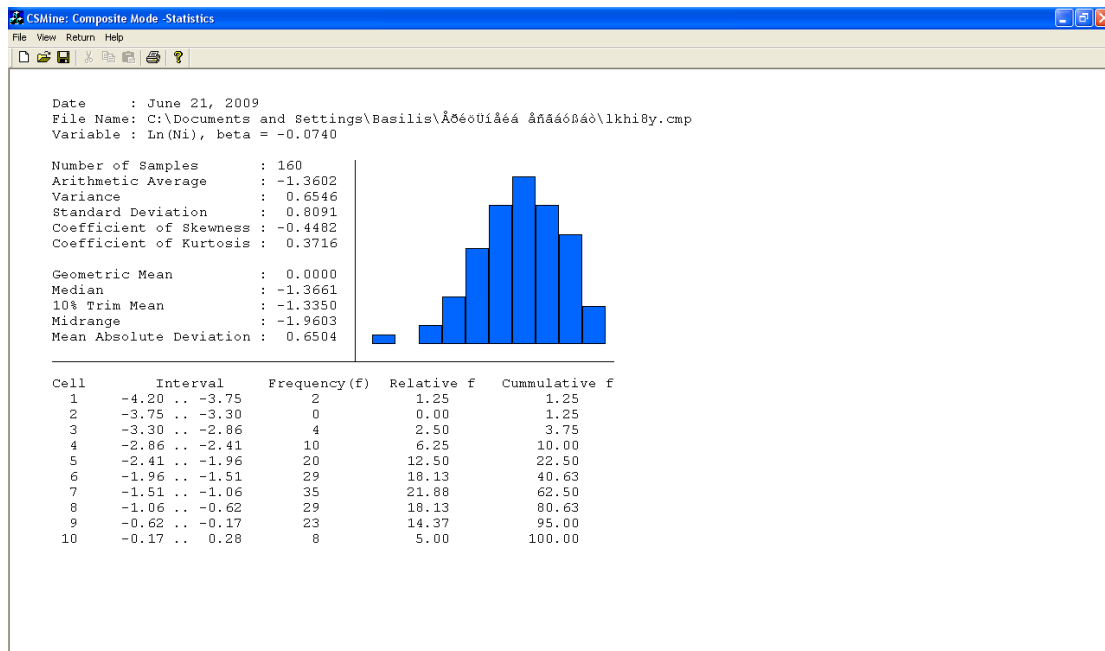 CSMine: Composite Mode -Statistics
File View Return Help
Date : June 21, 2009
File Name: C:\Documents and Settings\Basilis\ÅðéöÜíåéá åñãáóßáò\lkhi8y.cmp
Variable : Ln(Ni), beta = -0.0740
Number of Samples : 160
Arithmetic Average : -1.3602
Variance : 0.6546
Standard Deviation : 0.8091
Coefficient of Skewness : -0.4482
Coefficient of Kurtosis : 0.3716
Geometric Mean : 0.0000
Median : -1.3661
10% Trim Mean : -1.3350
Midrange : -1.9603
Mean Absolute Deviation : 0.6504
Cell Interval Frequency(f) Relative f Cummulative f
1 -4.20 .. -3.75 2 1.25 1.25
2 -3.75 .. -3.30 0 0.00 1.25
3 -3.30 .. -2.86 4 2.50 3.75
4 -2.86 .. -2.41 10 6.25 10.00
5 -2.41 .. -1.96 20 12.50 22.50
6 -1.96 .. -1.51 29 18.13 40.63
7 -1.51 .. -1.06 35 21.88 62.50
8 -1.06 .. -0.62 29 18.13 80.63
9 -0.62 .. -0.17 23 14.37 95.00
10 -0.17 .. 0.28 8 5.00 100.00